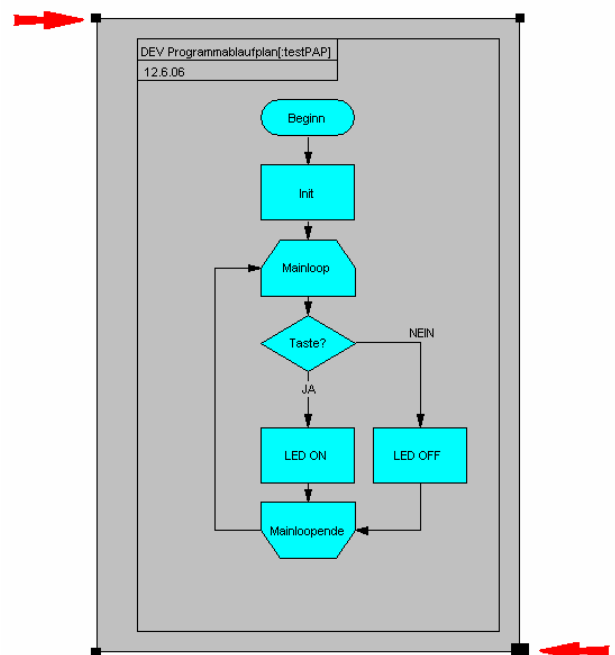 DEV Programmablaufplan[:testPAP]
12.6.06
Beginn
Init
Mainloop
Taste?
NEIN
JA
LED ON
LED OFF
Mainloopende